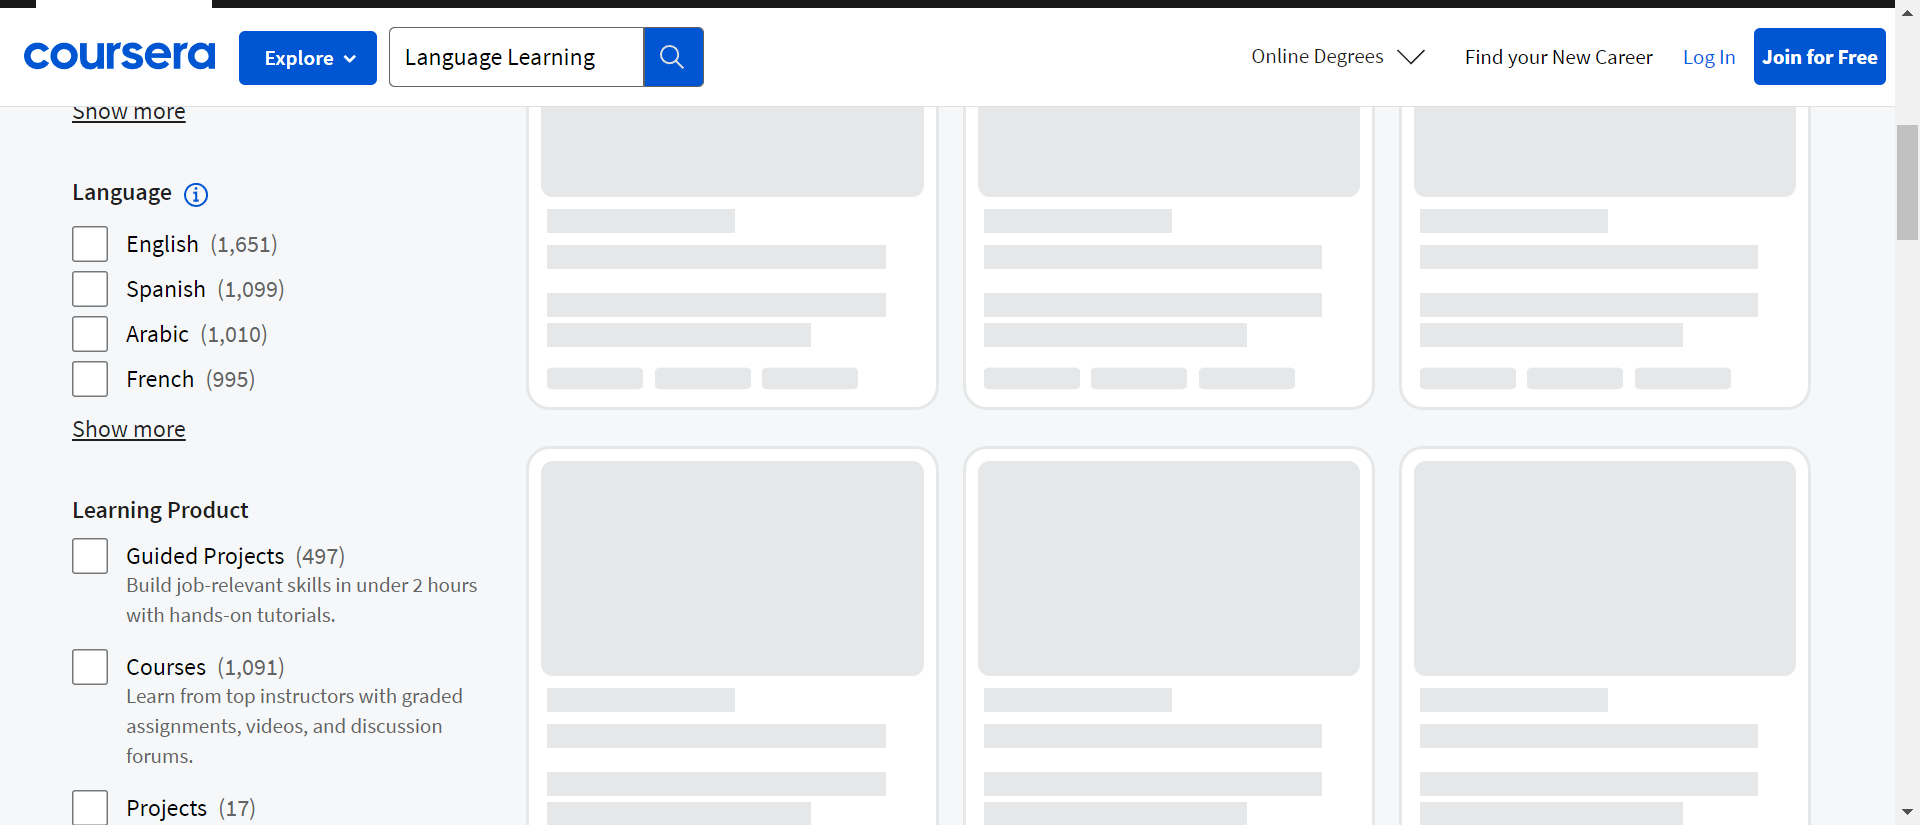 coursera
Explore
Language Learning
Online Degrees
Find your New Career
Log In
Join for Free
Show more
Language
English (1,651)
Spanish (1,099)
Arabic (1,010)
French (995)
Show more
Learning Product
Guided Projects (497)
Build job-relevant skills in under 2 hours
with hands-on tutorials.
Courses (1,091)
Learn from top instructors with graded
assignments, videos, and discussion
forums.
Projects (17)